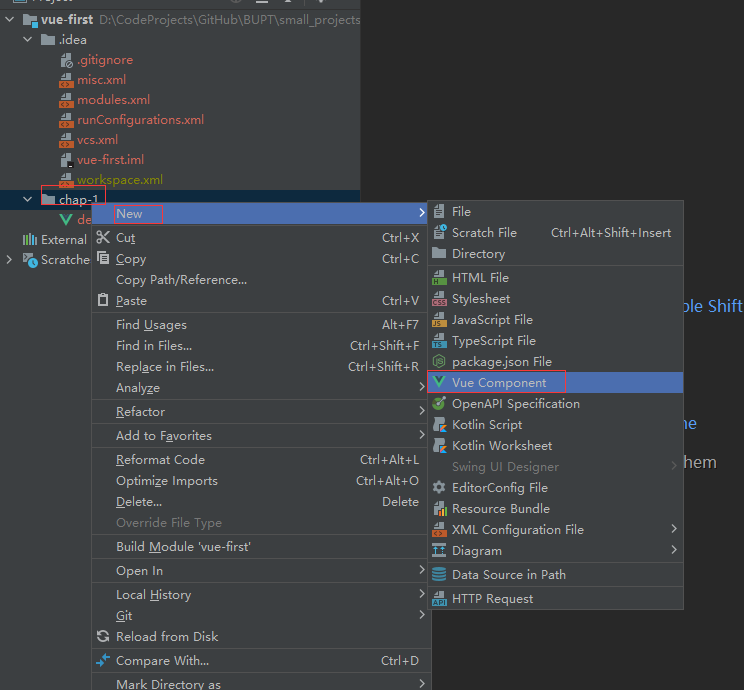 Project
vue-first D:\CodeProjects\GitHub\BUPT\small_projects
.idea
.gitignore
misc.xml
modules.xml
runConfigurations.xml
vcs.xml
vue-first.iml
workspace.xml
chap-1
de
External
Scratche
New
Cut Ctrl+X
Copy Ctrl+C
Copy Path/Reference...
Paste Ctrl+V
Find Usages Alt+F7
Find in Files... Ctrl+Shift+F
Replace in Files... Ctrl+Shift+R
Analyze
Refactor
Add to Favorites
Reformat Code Ctrl+Alt+L
Optimize Imports Ctrl+Alt+O
Delete... Delete
Override File Type
Build Module 'vue-first'
Open In
Local History
Git
Reload from Disk
Compare With... Ctrl+D
Mark Directory as
File
Scratch File Ctrl+Alt+Shift+Insert
Directory
HTML File
Stylesheet
JavaScript File
TypeScript File
package.json File
Vue Component
OpenAPI Specification
Kotlin Script
Kotlin Worksheet
Swing UI Designer
EditorConfig File
Resource Bundle
XML Configuration File
Diagram
Data Source in Path
HTTP Request
ble Shift
me
hem